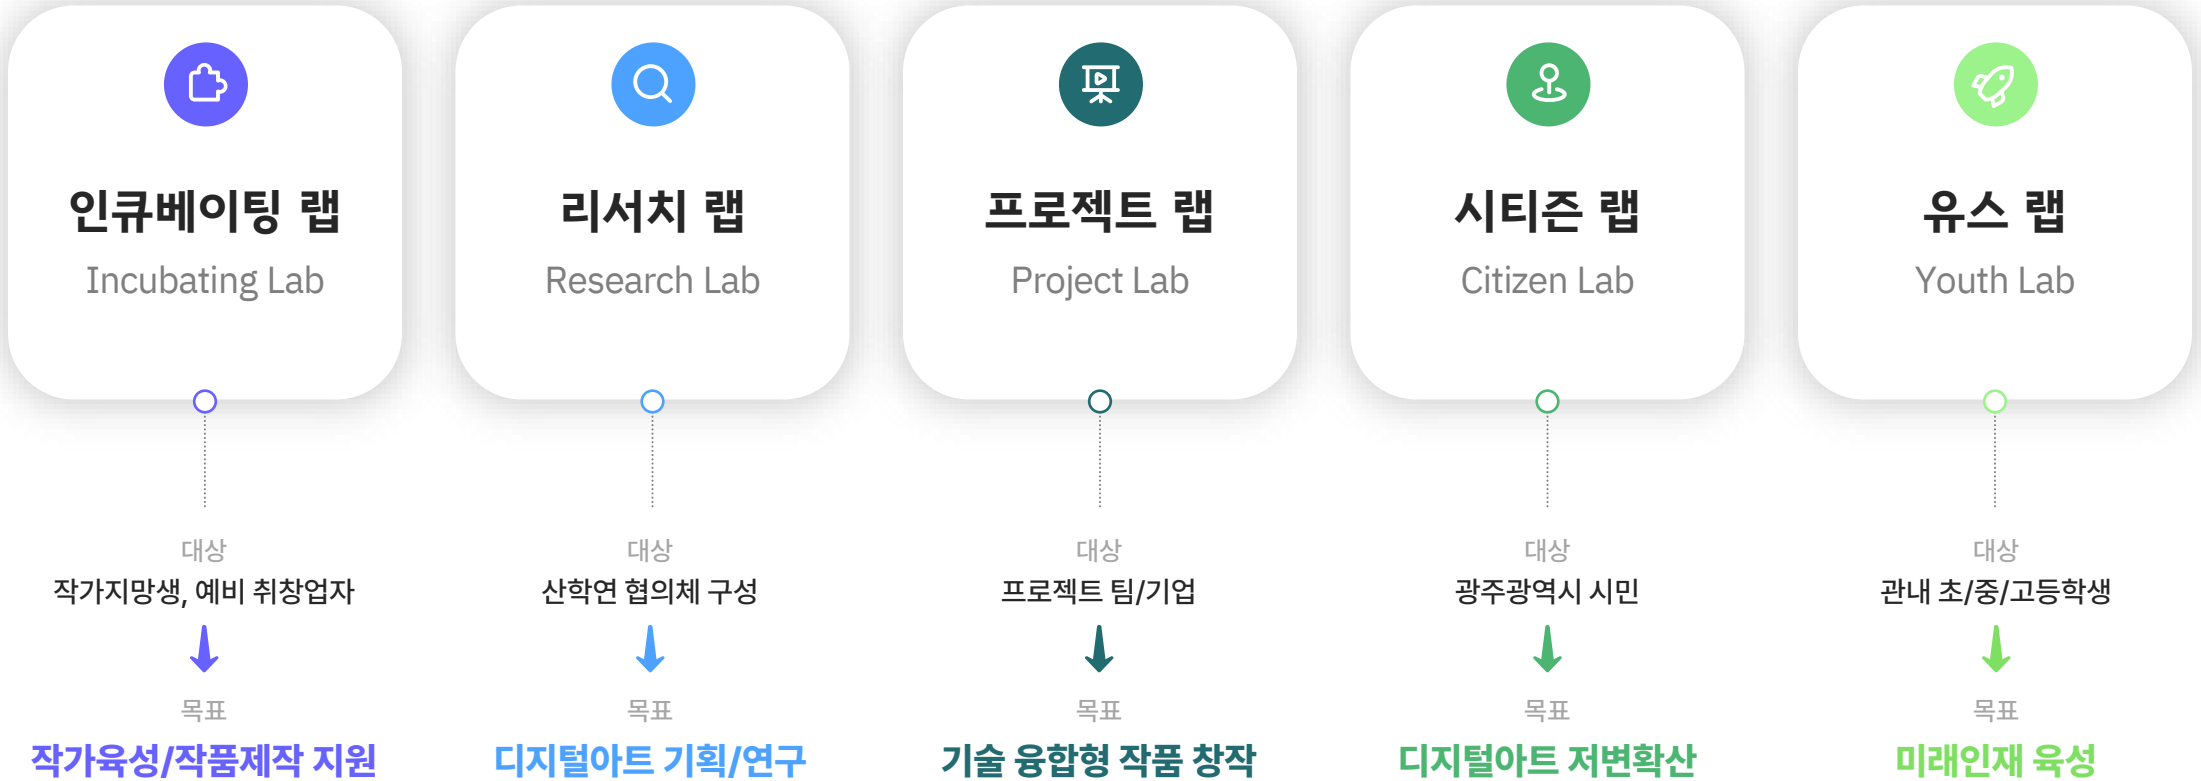 인큐베이팅 랩
Incubating Lab
대상
작가지망생, 예비 취창업자
목표
작가육성/작품제작 지원
리서치 랩
Research Lab
대상
산학연 협의체 구성
목표
디지털아트 기획/연구
프로젝트 랩
Project Lab
대상
프로젝트 팀/기업
목표
기술 융합형 작품 창작
시티즌 랩
Citizen Lab
대상
광주광역시 시민
목표
디지털아트 저변확산
유스 랩
Youth Lab
대상
관내 초/중/고등학생
목표
미래인재 육성